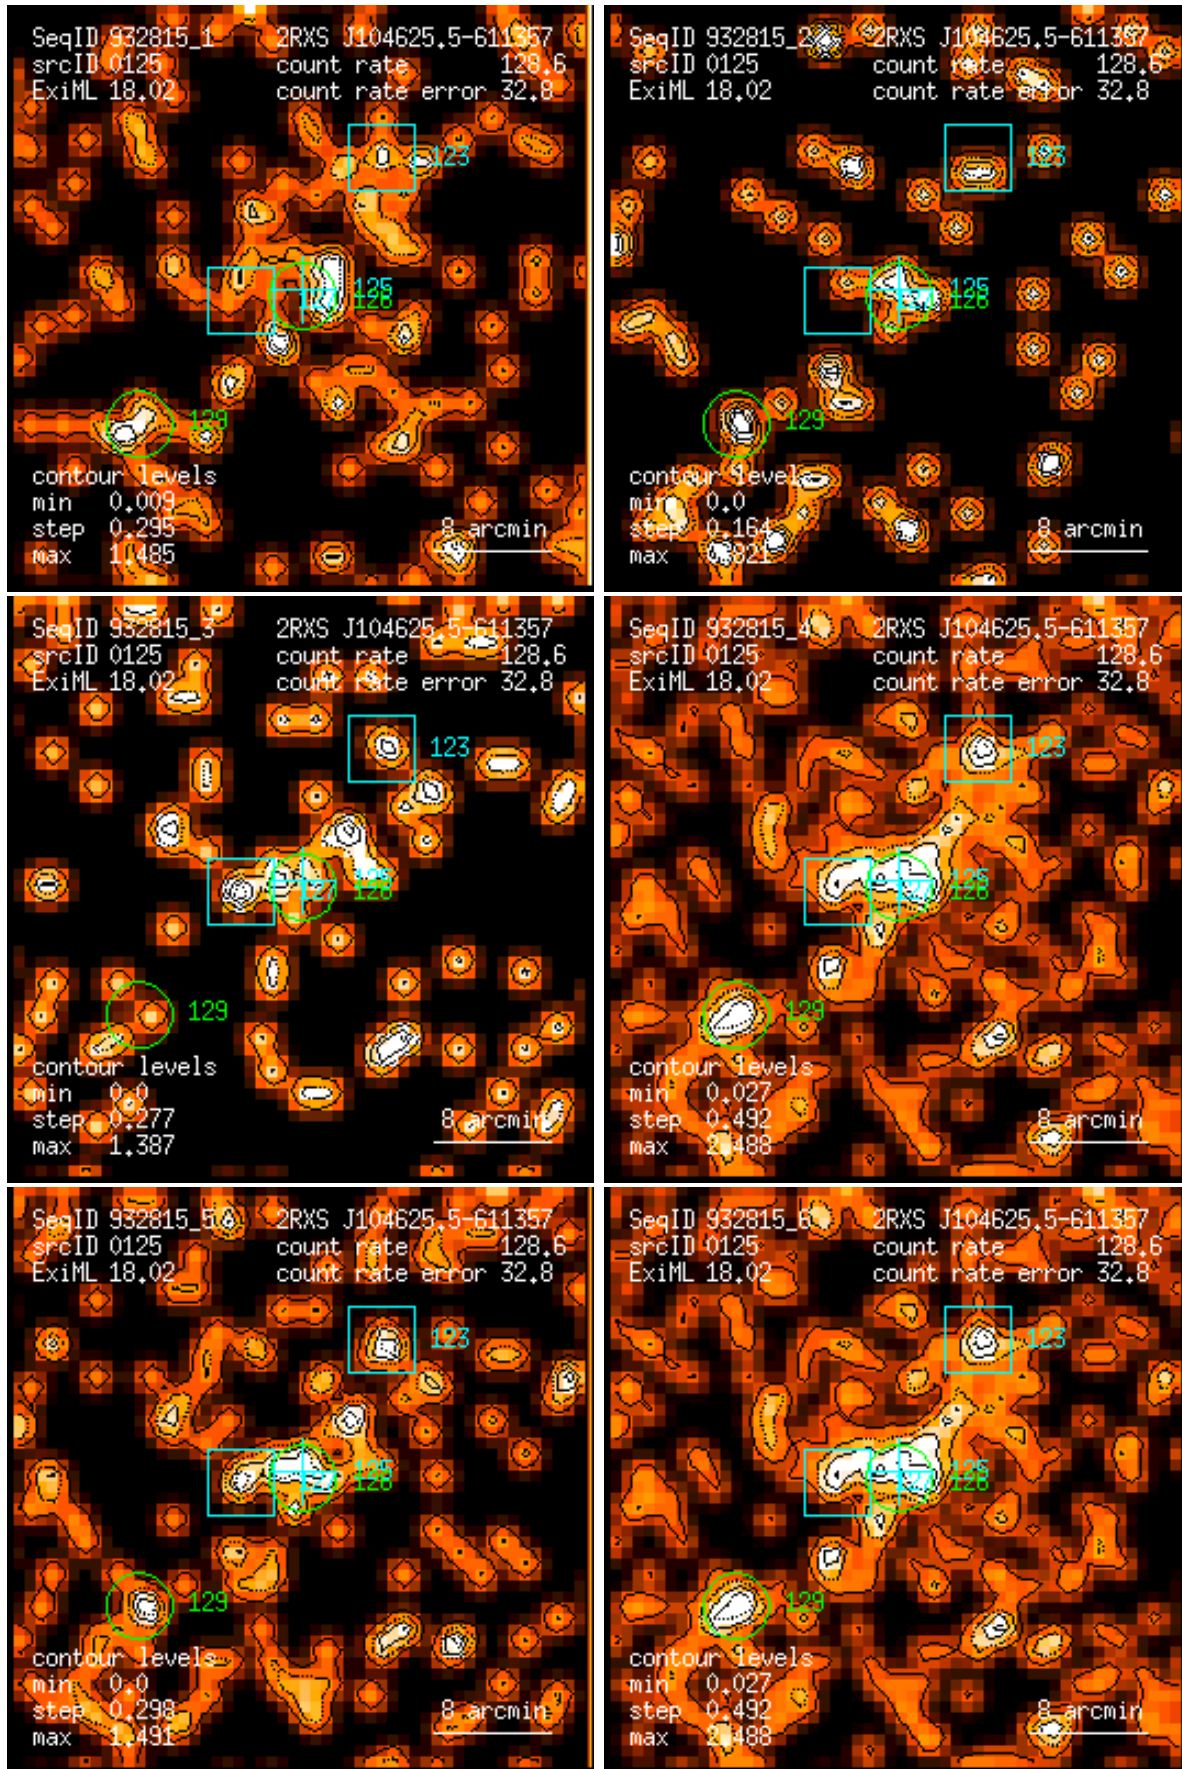 SeqID 932815_1 2RXS J104625.5-611357
srcID 0125 count rate 128.6
ExiML 18.02 count rate error 32.8
123
125
127 128
129
contour levels
min 0.009
step 0.295 8 arcmin
max 1.485
SeqID 932815_2 2RXS J104625.5-611357
srcID 0125 count rate 128.6
ExiML 18.02 count rate error 32.8
123
125
127 128
129
contour levels
min 0.0
step 0.164 8 arcmin
max 0.821
SeqID 932815_3 2RXS J104625.5-611357
srcID 0125 count rate 128.6
ExiML 18.02 count rate error 32.8
123
125
127 128
129
contour levels
min 0.0
step 0.277 8 arcmin
max 1.387
SeqID 932815_4 2RXS J104625.5-611357
srcID 0125 count rate 128.6
ExiML 18.02 count rate error 32.8
123
125
127 128
129
contour levels
min 0.027
step 0.492 8 arcmin
max 2.488
SeqID 932815_5 2RXS J104625.5-611357
srcID 0125 count rate 128.6
ExiML 18.02 count rate error 32.8
123
125
127 128
129
contour levels
min 0.0
step 0.298 8 arcmin
max 1.491
SeqID 932815_6 2RXS J104625.5-611357
srcID 0125 count rate 128.6
ExiML 18.02 count rate error 32.8
123
125
127 128
129
contour levels
min 0.027
step 0.492 8 arcmin
max 2.488